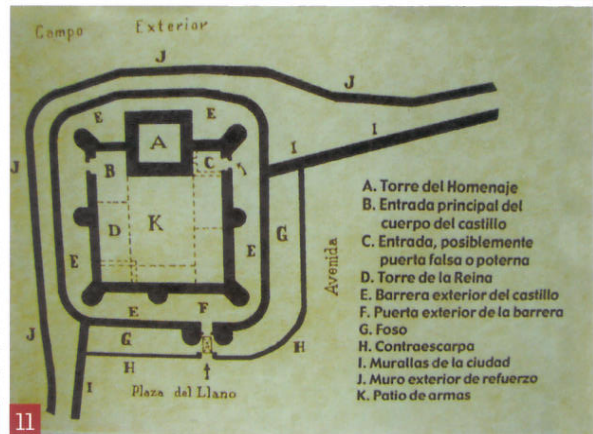 Campo Exterior
J
J
J
E
E
A
I
I
B
C
J
K
D
G
E
E
Avenida
E
F
G
H
H
J
I
Plaza del Llano
A. Torre del Homenaje
B. Entrada principal del
cuerpo del castillo
C. Entrada, posiblemente
puerta falsa o poterna
D. Torre de la Reina
E. Barrera exterior del castillo
F. Puerta exterior de la barrera
G. Foso
H. Contraescarpa
I. Murallas de la ciudad
J. Muro exterior de refuerzo
K. Patio de armas
11